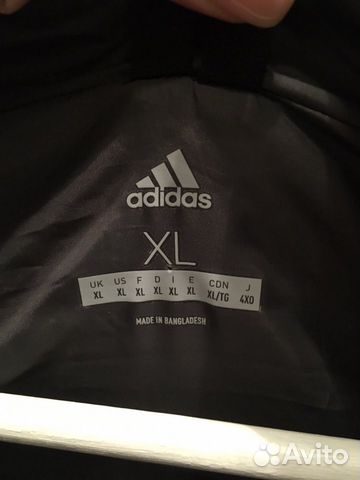 adidas
XL
UK US F D I E CDN J
XL XL XL XL XL XL XL/TG 4XO
MADE IN BANGLADESH
Avito